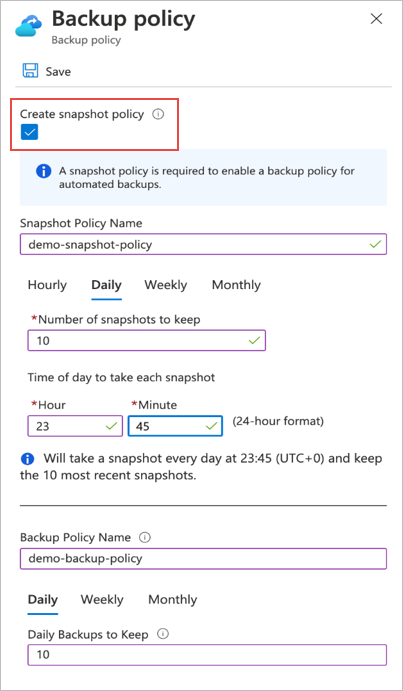 Backup policy
Backup policy
Save
Create snapshot policy
A snapshot policy is required to enable a backup policy for
automated backups.
Snapshot Policy Name
demo-snapshot-policy
Hourly Daily Weekly Monthly
*Number of snapshots to keep
10
Time of day to take each snapshot
*Hour *Minute
23 45 (24-hour format)
Will take a snapshot every day at 23:45 (UTC+0) and keep
the 10 most recent snapshots.
Backup Policy Name
demo-backup-policy
Daily Weekly Monthly
Daily Backups to Keep
10